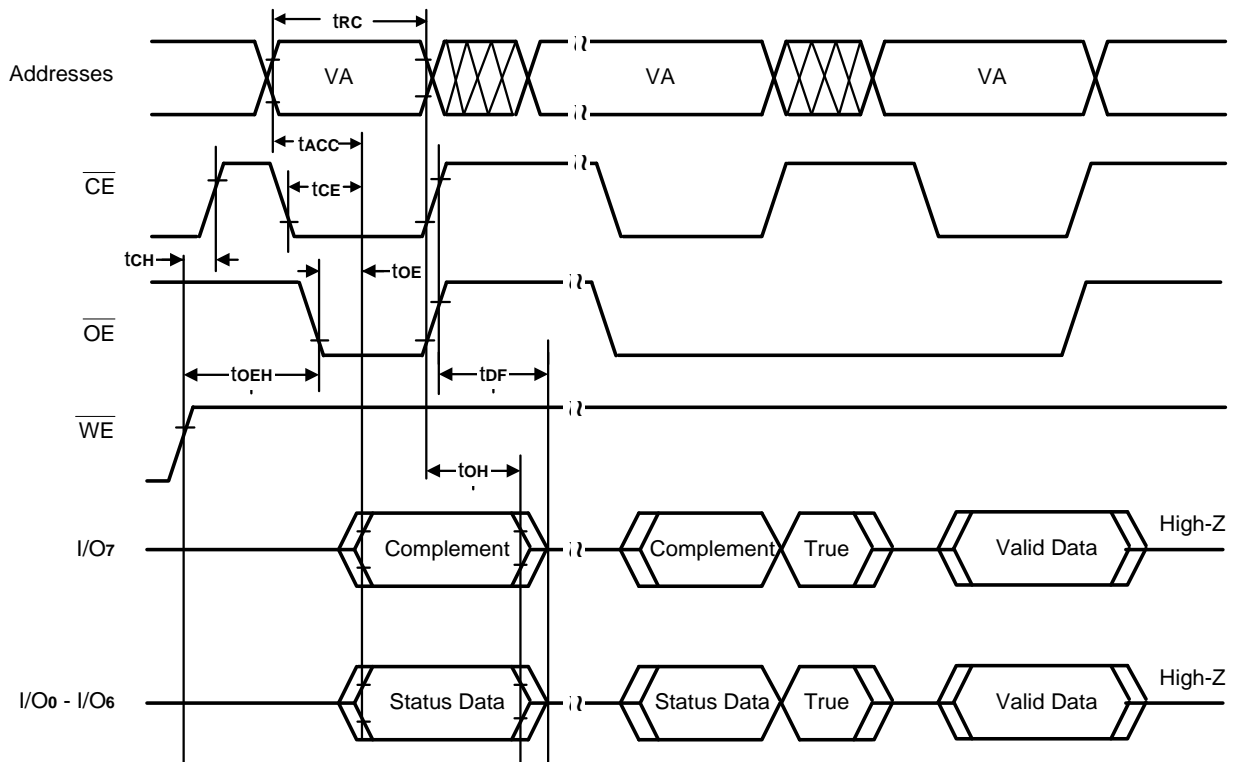 tRC
Addresses VA VA VA
tACC
CE
tCE
tCH
tOE
OE
tOEH tDF
WE
tOH
I/O7 Complement Complement True Valid Data High-Z
I/O0 - I/O6 Status Data Status Data True Valid Data High-Z